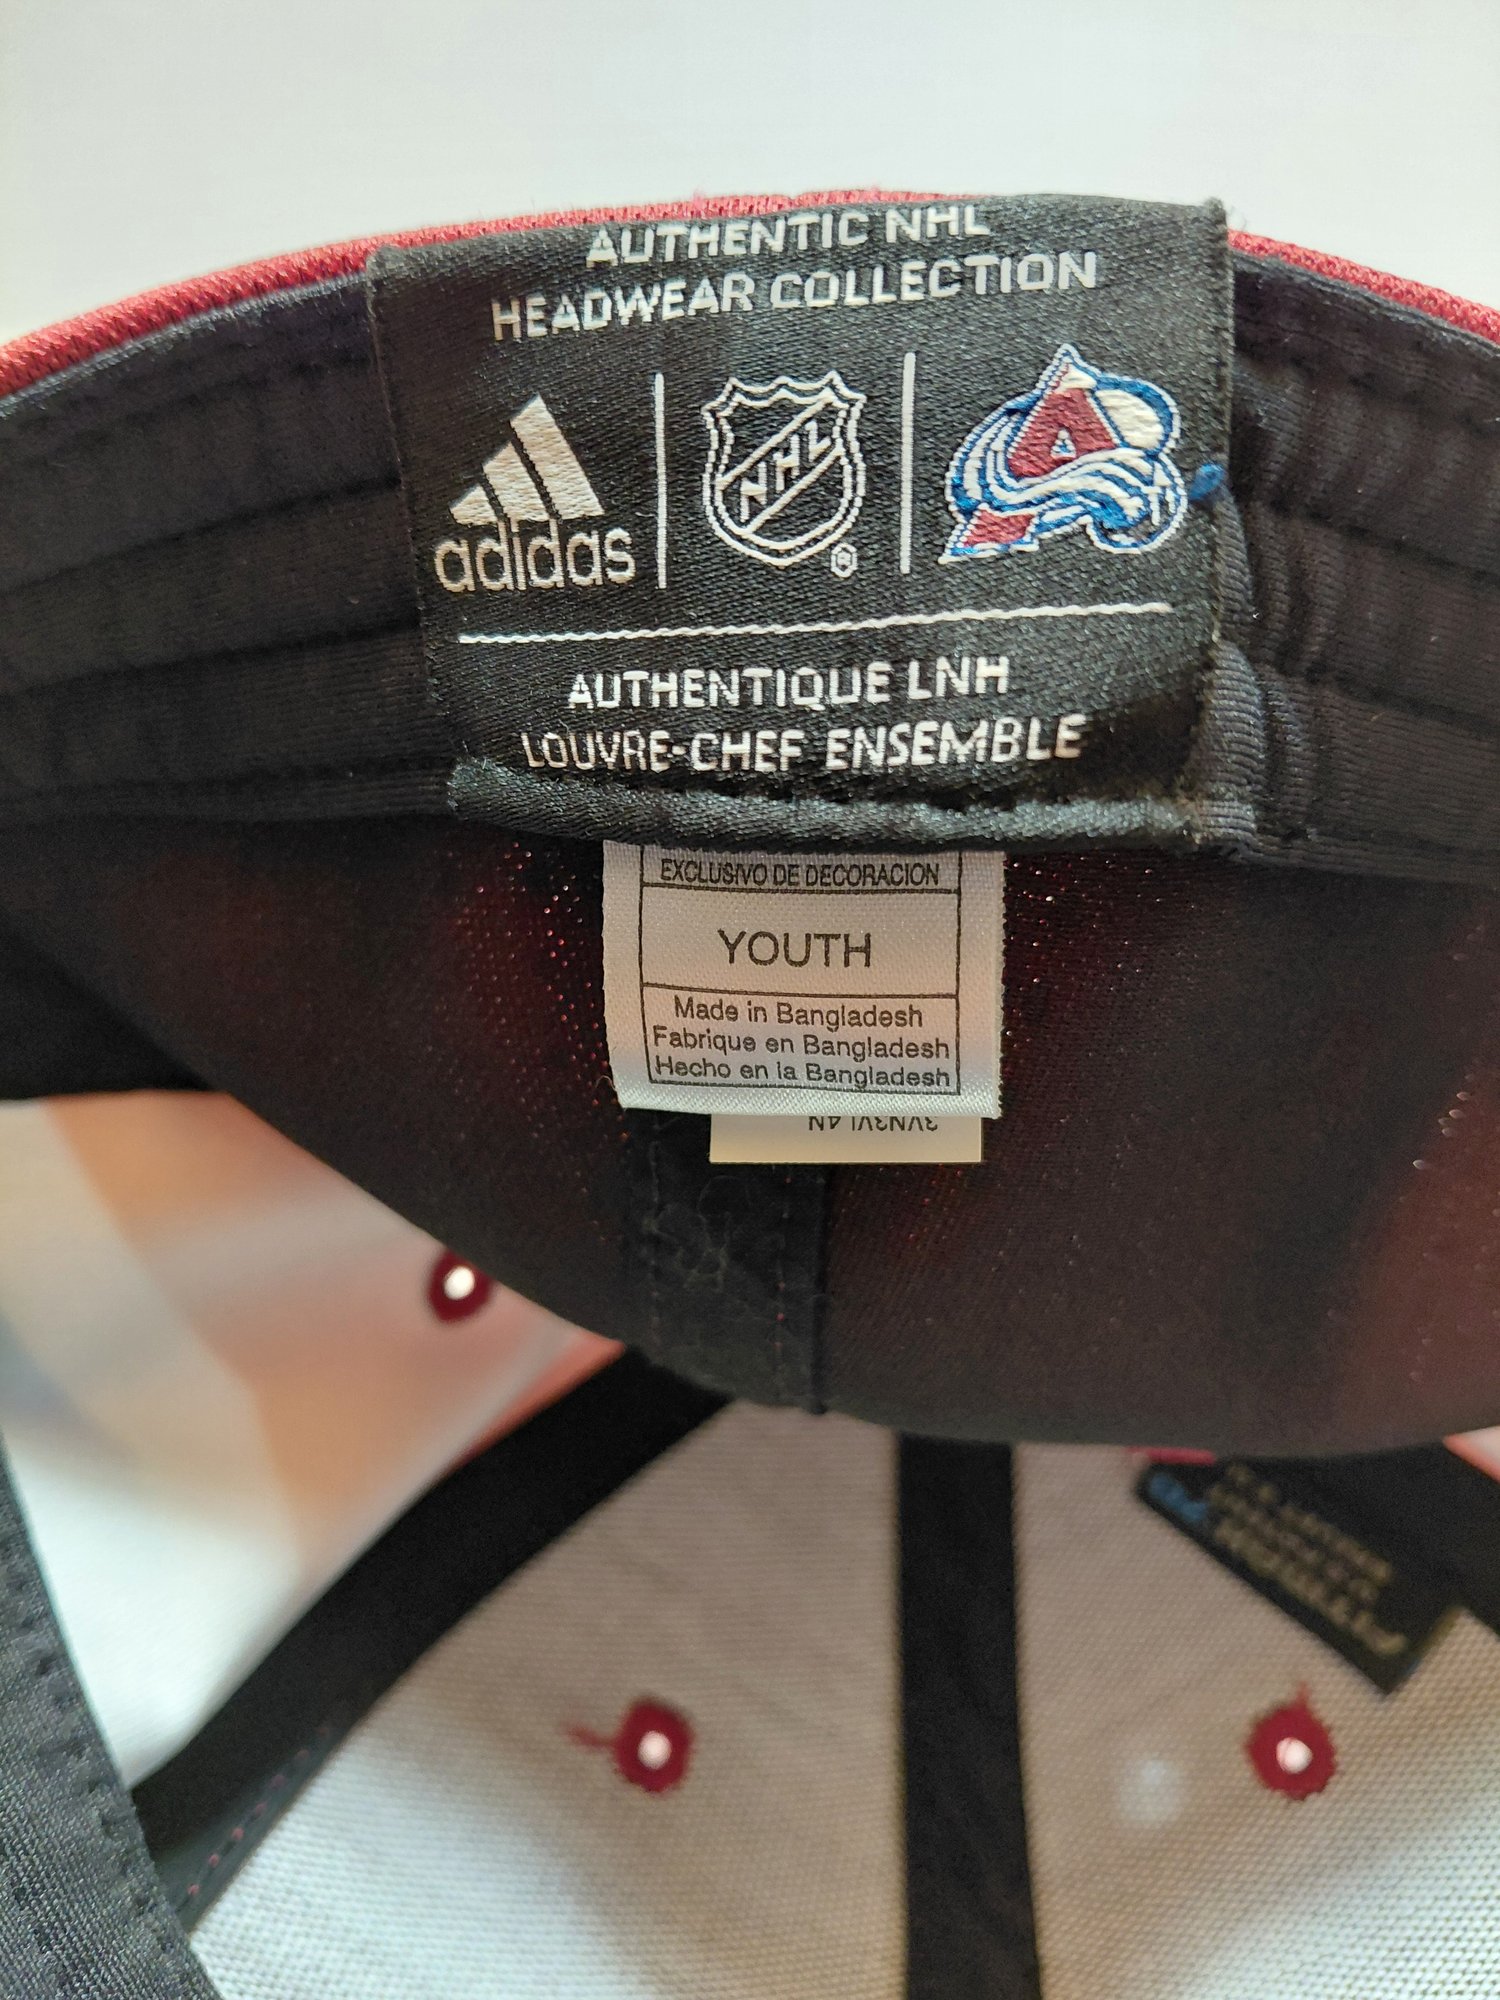 AUTHENTIC NHL
HEADWEAR COLLECTION
adidas
NHL
®
A
AUTHENTIQUE LNH
LOUVRE-CHEF ENSEMBLE
EXCLUSIVO DE DECORACION
YOUTH
Made in Bangladesh
Fabrique en Bangladesh
Hecho en la Bangladesh